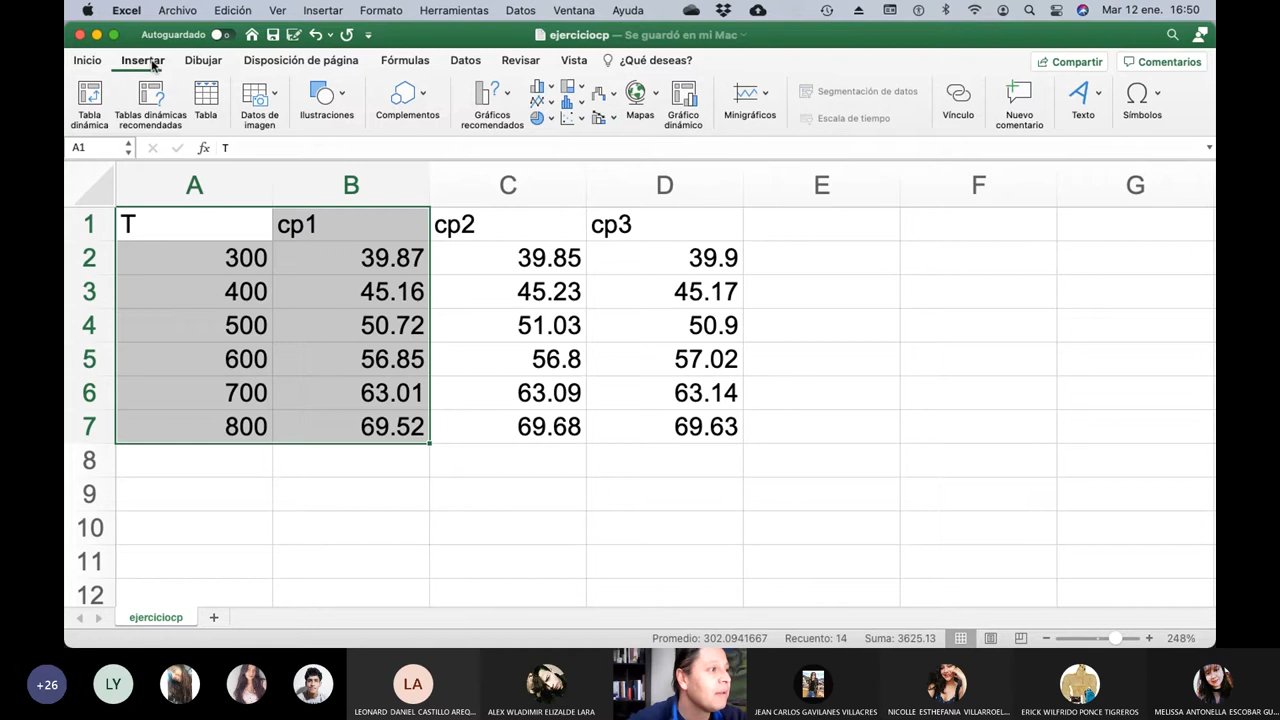 Excel Archivo Edición Ver Insertar Formato Herramientas Datos Ventana Ayuda Mar 12 ene. 16:50
Autoguardado ejerciciocp — Se guardó en mi Mac
Inicio Insertar Dibujar Disposición de página Fórmulas Datos Revisar Vista ¿Qué deseas? Compartir Comentarios
Tabla dinámica
Tablas dinámicas recomendadas
Tabla
Datos de imagen
Ilustraciones
Complementos
Gráficos recomendados
Mapas
Gráfico dinámico
Minigráficos
Segmentación de datos
Escala de tiempo
Vínculo
Nuevo comentario
Texto
Símbolos
A1 fx T
A B C D E F G
1 T cp1 cp2 cp3
2 300 39.87 39.85 39.9
3 400 45.16 45.23 45.17
4 500 50.72 51.03 50.9
5 600 56.85 56.8 57.02
6 700 63.01 63.09 63.14
7 800 69.52 69.68 69.63
8
9
10
11
12
ejerciciocp +
Promedio: 302.0941667 Recuento: 14 Suma: 3625.13 248%
+26 LY LA
LEONARD DANIEL CASTILLO AREQ... ALEX WLADIMIR ELIZALDE LARA JEAN CARLOS GAVILANES VILLACRES NICOLLE ESTHEFANIA VILLARROEL... ERICK WILFRIDO PONCE TIGREROS MELISSA ANTONELLA ESCOBAR GU...